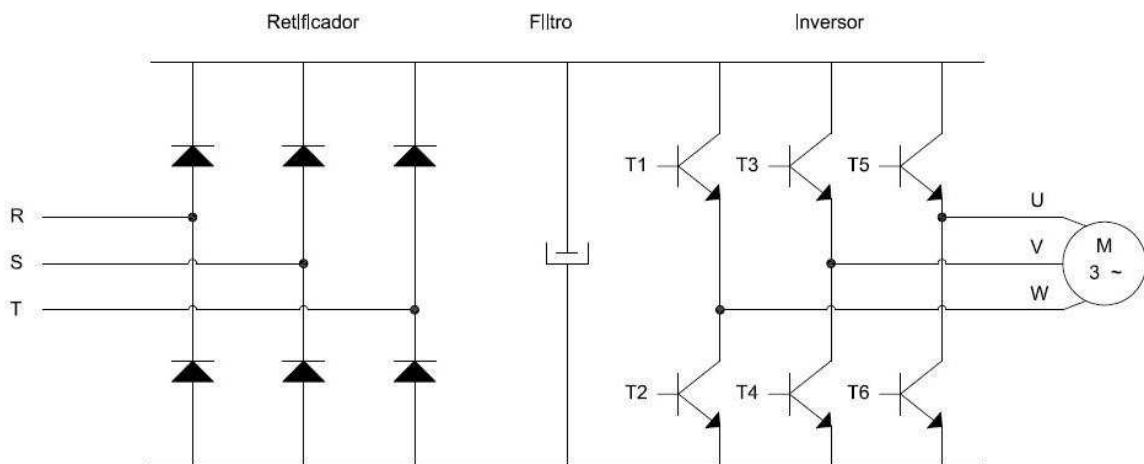 Retificador Filtro Inversor
T1 T3 T5
R U
S V M
3 ~
T W
T2 T4 T6